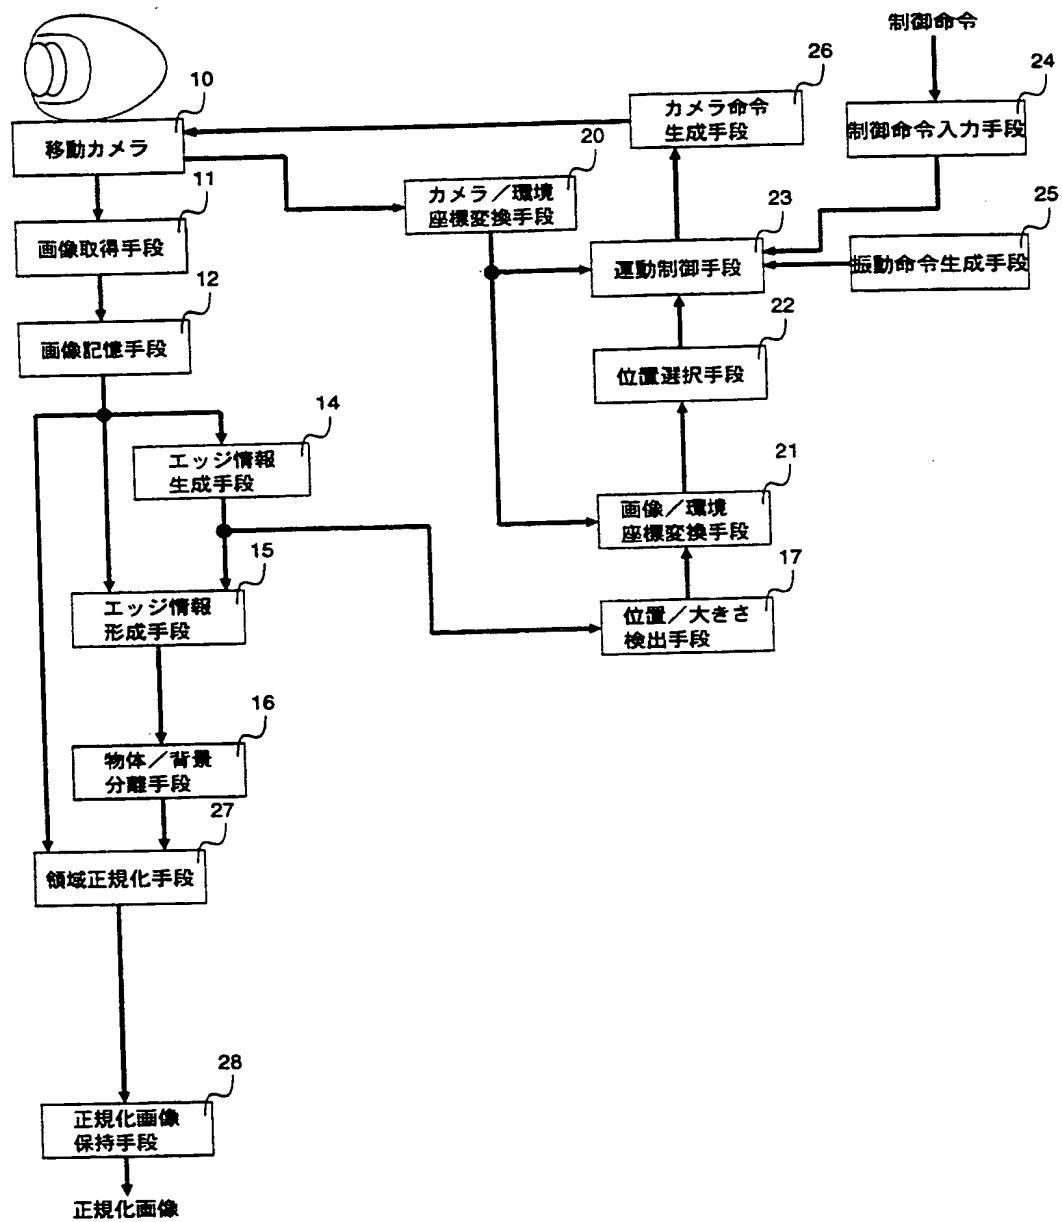 制御命令
10
移動カメラ
26
カメラ命令
生成手段
24
制御命令入力手段
20
カメラ／環境
座標変換手段
11
画像取得手段
23
運動制御手段
25
振動命令生成手段
12
画像記憶手段
22
位置選択手段
14
エッジ情報
生成手段
21
画像／環境
座標変換手段
15
エッジ情報
形成手段
17
位置／大きさ
検出手段
16
物体／背景
分離手段
27
領域正規化手段
28
正規化画像
保持手段
正規化画像